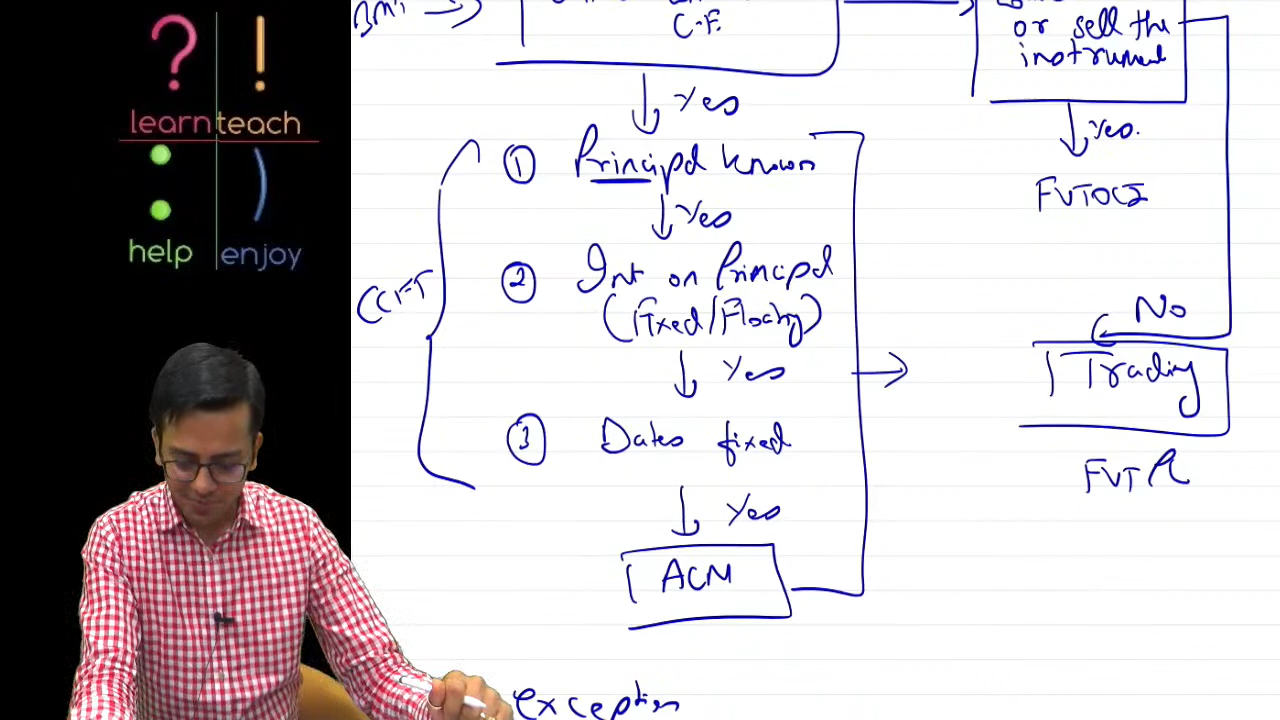 ? !
learn teach
help enjoy
BMT
C.F.
or sell the
instrument
Yes
Yes.
① Principal known
FVTOCI
Yes
② Int on Principal
(Fixed/Floating)
CCFT
No
Yes
Trading
③ Dates fixed
FVTPL
Yes
ACM
exception